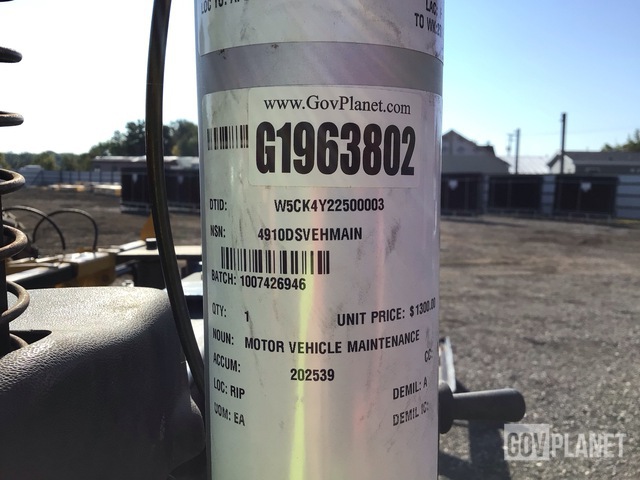 www.GovPlanet.com
G1963802
DTID: W5CK4Y22500003
NSN: 4910DSVEHMAIN
BATCH: 1007426946
QTY: 1 UNIT PRICE: $1300.00
NOUN: MOTOR VEHICLE MAINTENANCE
ACCUM: CC:
202539
LOC: RIP DEMIL: A
UOM: EA DEMIL IC:
GOVPLANET